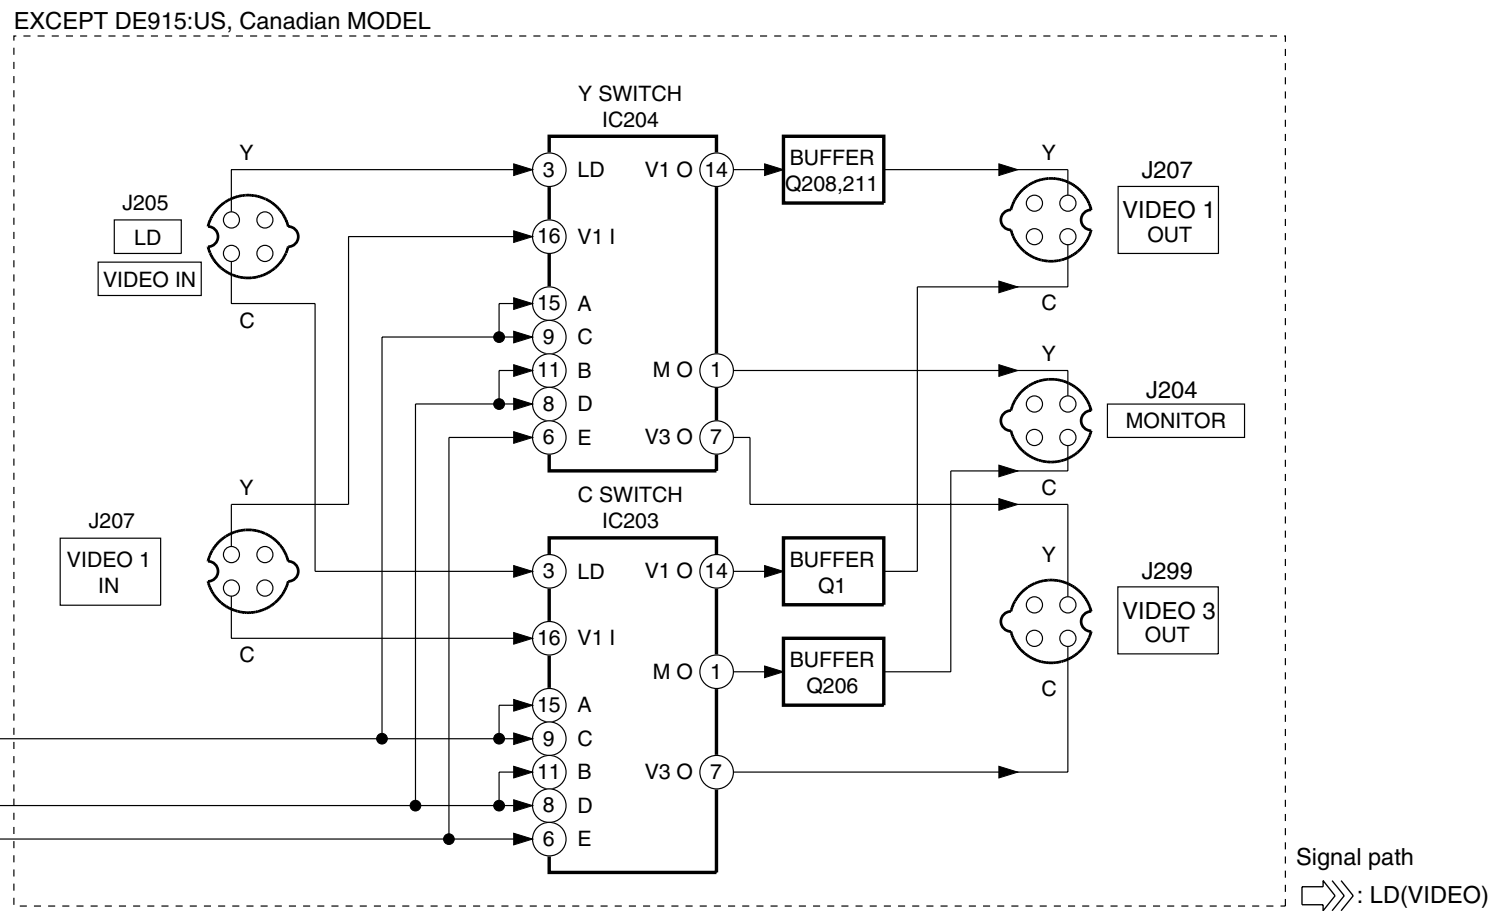 EXCEPT DE915:US, Canadian MODEL
Y SWITCH
IC204
Y
J205
LD
VIDEO IN
C
3 LD
16 V1 I
15 A
9 C
11 B
8 D
6 E
V1 O 14
M O 1
V3 O 7
BUFFER
Q208,211
Y
J207
VIDEO 1
OUT
C
Y
J204
MONITOR
C
Y
J207
VIDEO 1
IN
C
C SWITCH
IC203
3 LD
16 V1 I
15 A
9 C
11 B
8 D
6 E
V1 O 14
M O 1
V3 O 7
BUFFER
Q1
BUFFER
Q206
Y
J299
VIDEO 3
OUT
C
Signal path
: LD(VIDEO)